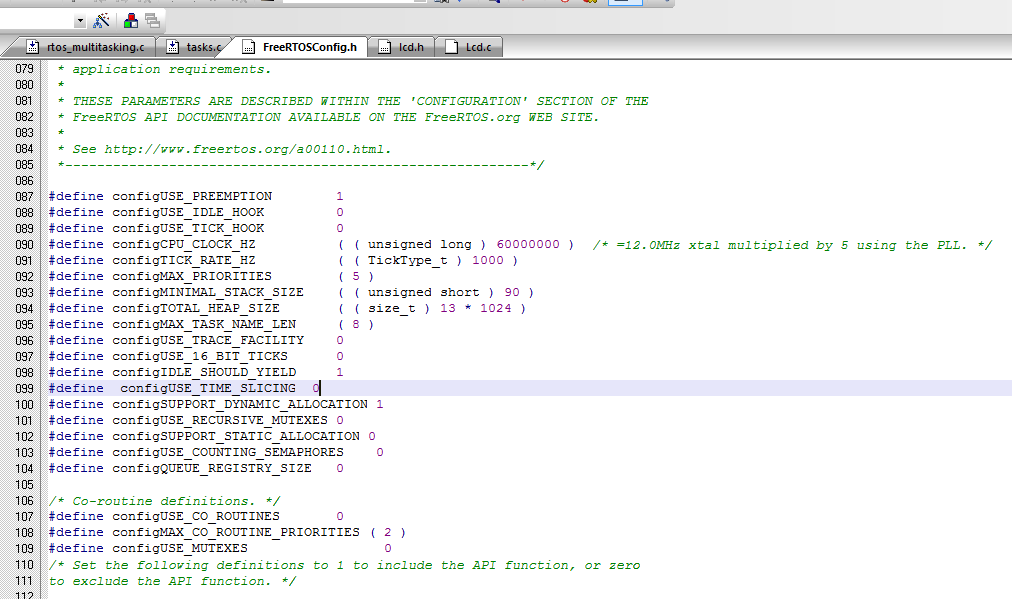 rtos_multitasking.c tasks.c FreeRTOSConfig.h lcd.h Lcd.c
079 * application requirements.
080 *
081 * THESE PARAMETERS ARE DESCRIBED WITHIN THE 'CONFIGURATION' SECTION OF THE
082 * FreeRTOS API DOCUMENTATION AVAILABLE ON THE FreeRTOS.org WEB SITE.
083 *
084 * See http://www.freertos.org/a00110.html.
085 *----------------------------------------------------------*/
086
087 #define configUSE_PREEMPTION 1
088 #define configUSE_IDLE_HOOK 0
089 #define configUSE_TICK_HOOK 0
090 #define configCPU_CLOCK_HZ ( ( unsigned long ) 60000000 ) /* =12.0MHz xtal multiplied by 5 using the PLL. */
091 #define configTICK_RATE_HZ ( ( TickType_t ) 1000 )
092 #define configMAX_PRIORITIES ( 5 )
093 #define configMINIMAL_STACK_SIZE ( ( unsigned short ) 90 )
094 #define configTOTAL_HEAP_SIZE ( ( size_t ) 13 * 1024 )
095 #define configMAX_TASK_NAME_LEN ( 8 )
096 #define configUSE_TRACE_FACILITY 0
097 #define configUSE_16_BIT_TICKS 0
098 #define configIDLE_SHOULD_YIELD 1
099 #define configUSE_TIME_SLICING 0
100 #define configSUPPORT_DYNAMIC_ALLOCATION 1
101 #define configUSE_RECURSIVE_MUTEXES 0
102 #define configSUPPORT_STATIC_ALLOCATION 0
103 #define configUSE_COUNTING_SEMAPHORES 0
104 #define configQUEUE_REGISTRY_SIZE 0
105
106 /* Co-routine definitions. */
107 #define configUSE_CO_ROUTINES 0
108 #define configMAX_CO_ROUTINE_PRIORITIES ( 2 )
109 #define configUSE_MUTEXES 0
110 /* Set the following definitions to 1 to include the API function, or zero
111 to exclude the API function. */
112